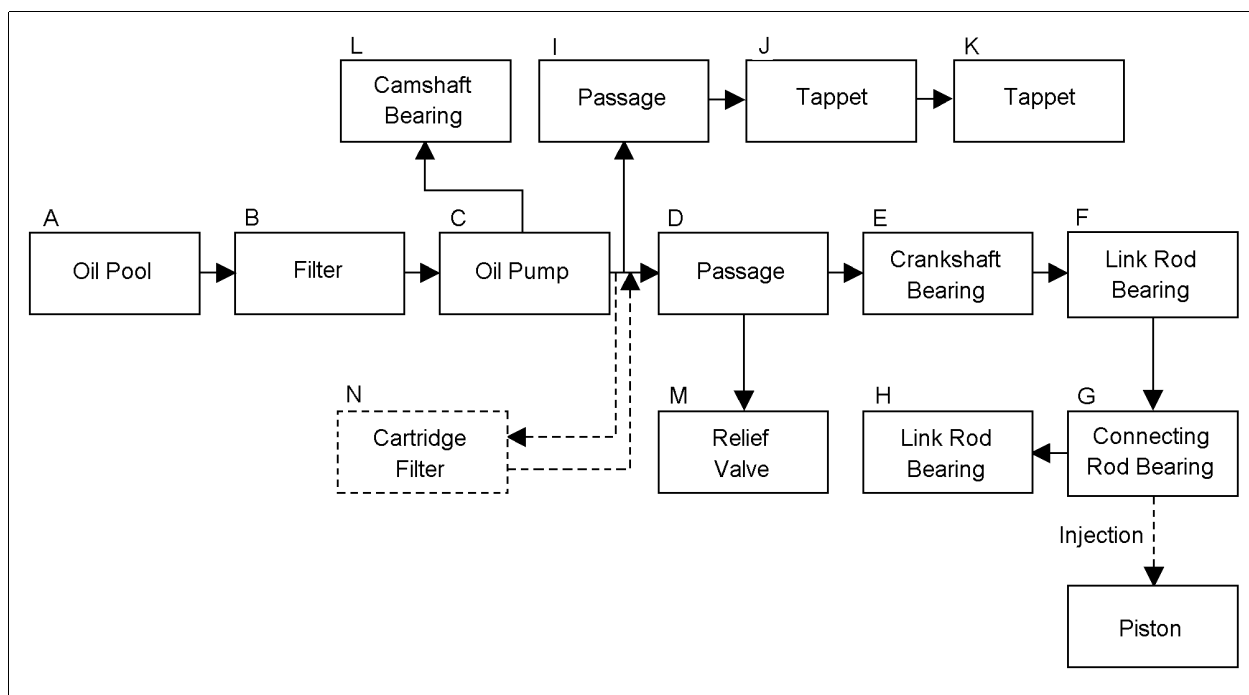 L
Camshaft
Bearing
I
Passage
J
Tappet
K
Tappet
A
Oil Pool
B
Filter
C
Oil Pump
D
Passage
E
Crankshaft
Bearing
F
Link Rod
Bearing
N
Cartridge
Filter
M
Relief
Valve
H
Link Rod
Bearing
G
Connecting
Rod Bearing
Injection
Piston